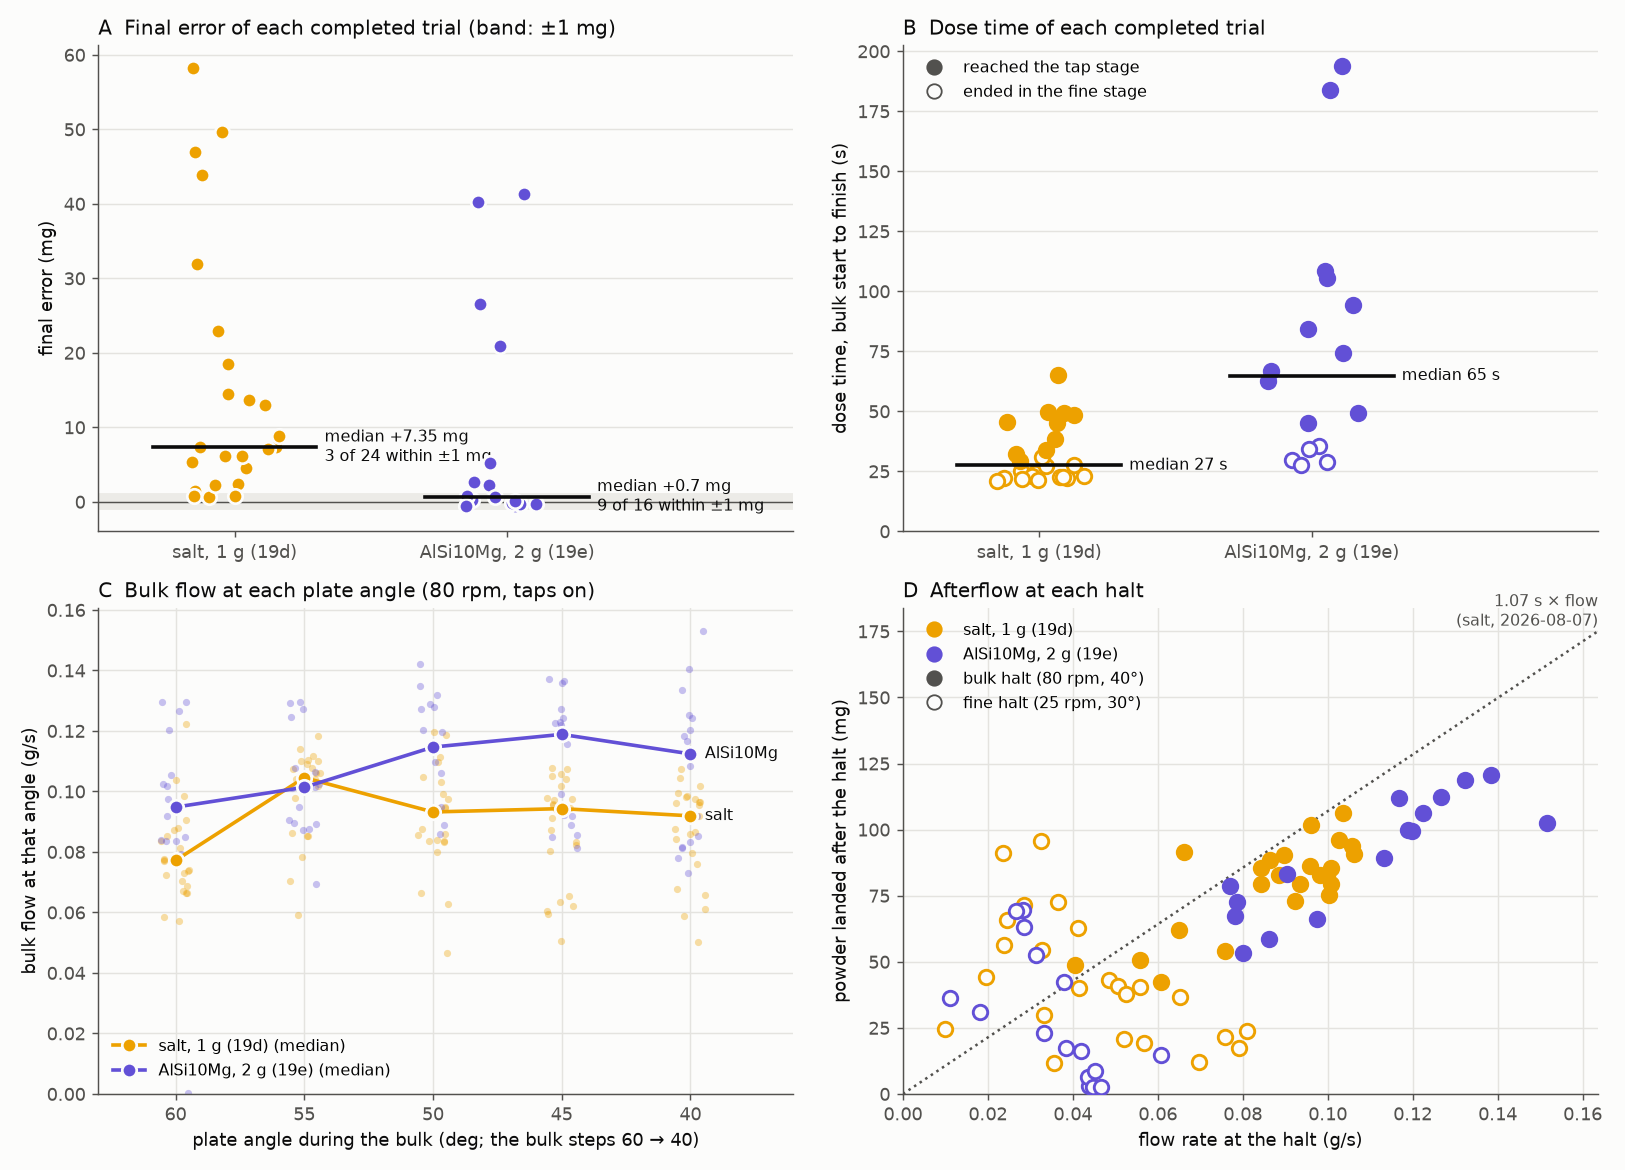 A Final error of each completed trial (band: ±1 mg)
60
50
40
30
20
10
0
final error (mg)
median +7.35 mg
3 of 24 within ±1 mg
median +0.7 mg
9 of 16 within ±1 mg
salt, 1 g (19d)
AlSi10Mg, 2 g (19e)
B Dose time of each completed trial
reached the tap stage
ended in the fine stage
200
175
150
125
100
75
50
25
0
dose time, bulk start to finish (s)
median 27 s
median 65 s
salt, 1 g (19d)
AlSi10Mg, 2 g (19e)
C Bulk flow at each plate angle (80 rpm, taps on)
0.16
0.14
0.12
0.10
0.08
0.06
0.04
0.02
0.00
bulk flow at that angle (g/s)
AlSi10Mg
salt
salt, 1 g (19d) (median)
AlSi10Mg, 2 g (19e) (median)
60
55
50
45
40
plate angle during the bulk (deg; the bulk steps 60 → 40)
D Afterflow at each halt
1.07 s × flow
(salt, 2026-08-07)
salt, 1 g (19d)
AlSi10Mg, 2 g (19e)
bulk halt (80 rpm, 40°)
fine halt (25 rpm, 30°)
175
150
125
100
75
50
25
0
powder landed after the halt (mg)
0.00
0.02
0.04
0.06
0.08
0.10
0.12
0.14
0.16
flow rate at the halt (g/s)